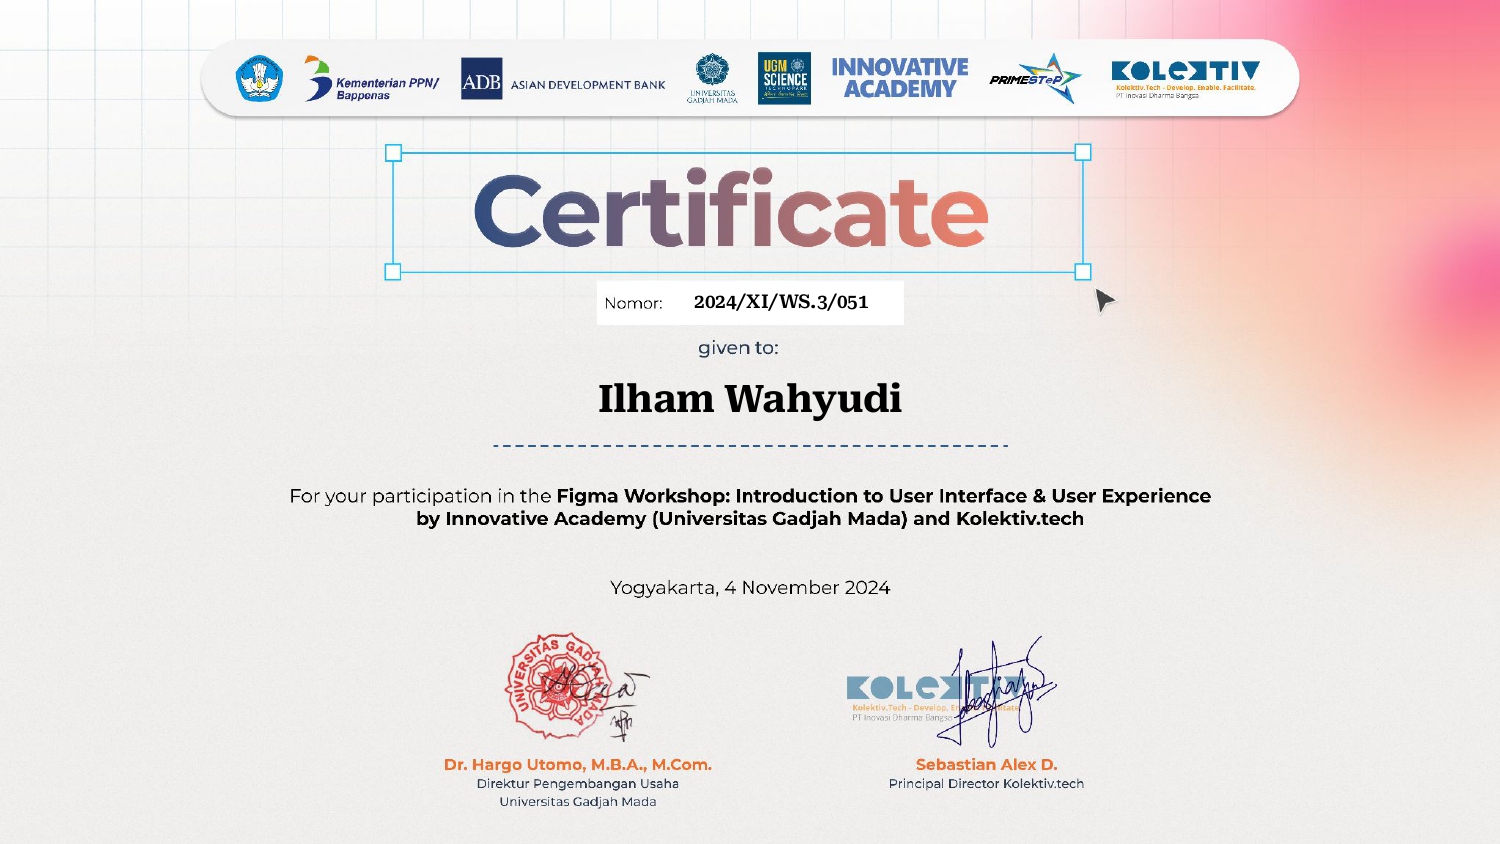 Kementerian PPN/
Bappenas
ADB
ASIAN DEVELOPMENT BANK
UNIVERSITAS
GADJAH MADA
UGM
SCIENCE
TECHNOPARK
INNOVATIVE
ACADEMY
PRIMESTeP
KOLEKTIV
Kolektiv.Tech - Develop. Enable. Facilitate.
PT Inovasi Dharma Bangsa
Certificate
Nomor: 2024/XI/WS.3/051
given to:
Ilham Wahyudi
For your participation in the Figma Workshop: Introduction to User Interface & User Experience
by Innovative Academy (Universitas Gadjah Mada) and Kolektiv.tech
Yogyakarta, 4 November 2024
UNIVERSITAS GADJAH MADA
KOLEKTIV
Kolektiv.Tech - Develop.
PT Inovasi Dharma Bangsa
Dr. Hargo Utomo, M.B.A., M.Com.
Direktur Pengembangan Usaha
Universitas Gadjah Mada
Sebastian Alex D.
Principal Director Kolektiv.tech